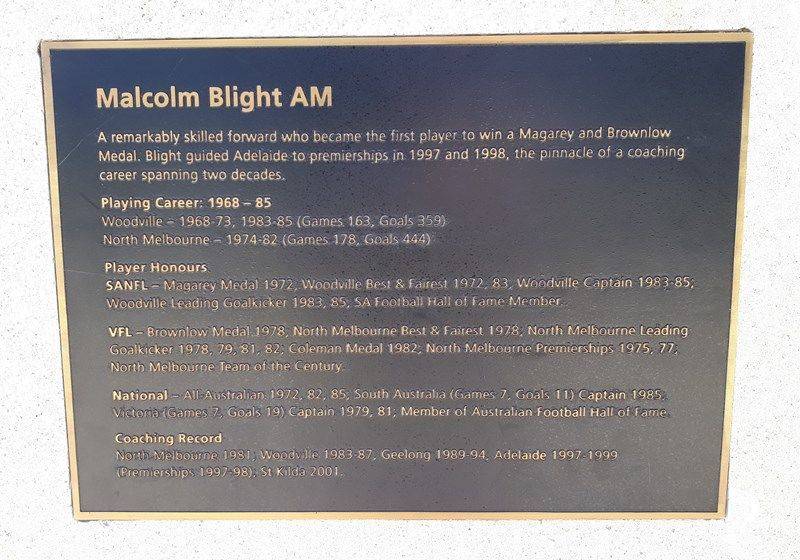 Malcolm Blight AM
A remarkably skilled forward who became the first player to win a Magarey and Brownlow
Medal. Blight guided Adelaide to premierships in 1997 and 1998, the pinnacle of a coaching
career spanning two decades.
Playing Career: 1968 – 85
Woodville – 1968-73, 1983-85 (Games 163, Goals 359)
North Melbourne – 1974-82 (Games 178, Goals 444)
Player Honours
SANFL – Magarey Medal 1972, Woodville Best & Fairest 1972, 83, Woodville Captain 1983-85;
Woodville Leading Goalkicker 1983, 85; SA Football Hall of Fame Member.
VFL – Brownlow Medal 1978; North Melbourne Best & Fairest 1978; North Melbourne Leading
Goalkicker 1978, 79, 81, 82; Coleman Medal 1982; North Melbourne Premierships 1975, 77;
North Melbourne Team of the Century.
National – All-Australian 1972, 82, 85; South Australia (Games 7, Goals 11) Captain 1985;
Victoria (Games 7, Goals 19) Captain 1979, 81; Member of Australian Football Hall of Fame.
Coaching Record
North Melbourne 1981; Woodville 1983-87, Geelong 1989-94, Adelaide 1997-1999
(Premierships 1997-98); St Kilda 2001.